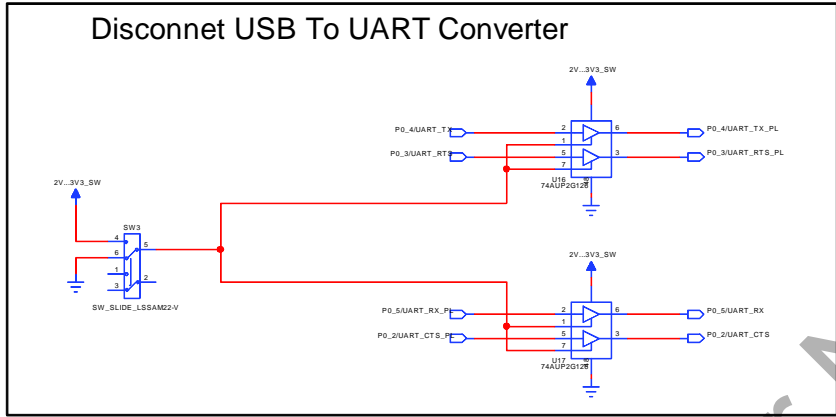 Disconnet USB To UART Converter
2V...3V3_SW
P0_4/UART_TX
2
6
P0_4/UART_TX_PL
1
P0_3/UART_RTS
5
3
P0_3/UART_RTS_PL
7
U16
74AUP2G126
2V...3V3_SW
SW3
4
5
6
1
2
3
SW_SLIDE_LSSAM22-V
2V...3V3_SW
P0_5/UART_RX_PL
2
6
P0_5/UART_RX
1
P0_2/UART_CTS_PL
5
3
P0_2/UART_CTS
7
U17
74AUP2G126